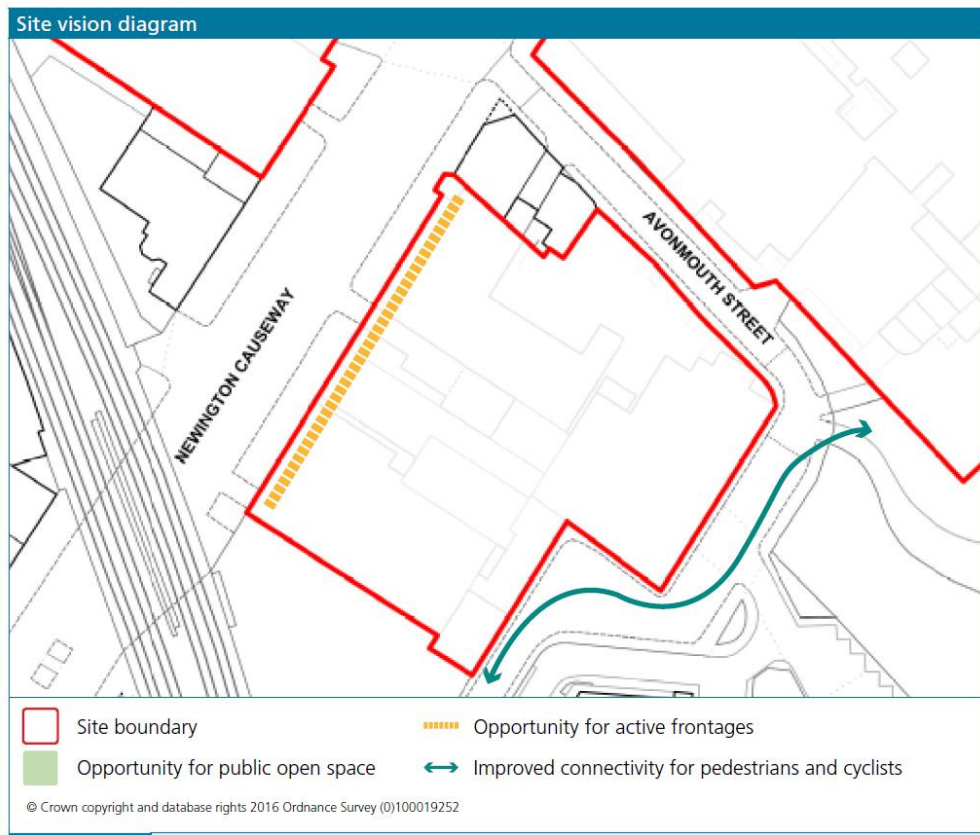 Site vision diagram
AVONMOUTH STREET
NEWINGTON CAUSEWAY
Site boundary
Opportunity for active frontages
Opportunity for public open space
Improved connectivity for pedestrians and cyclists
© Crown copyright and database rights 2016 Ordnance Survey (0)100019252